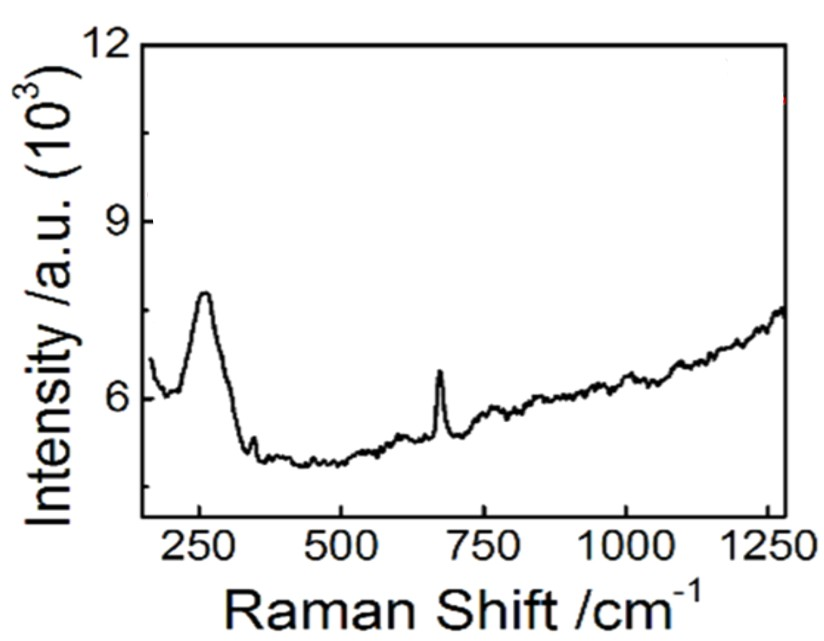 12
9
6
Intensity /a.u. (10³)
250 500 750 1000 1250
Raman Shift /cm⁻¹